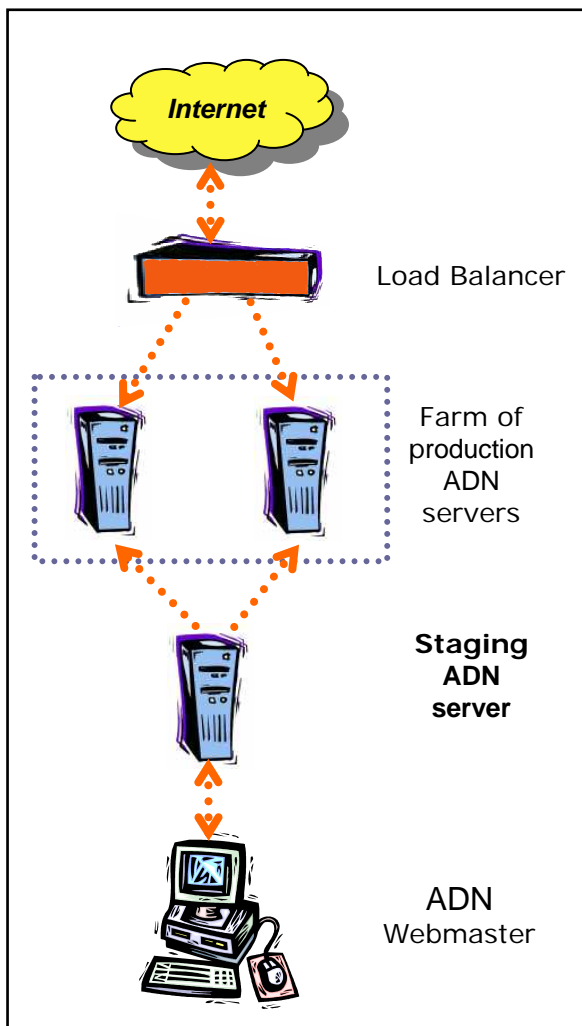 Internet
Load Balancer
Farm of
production
ADN
servers
Staging
ADN
server
ADN
Webmaster